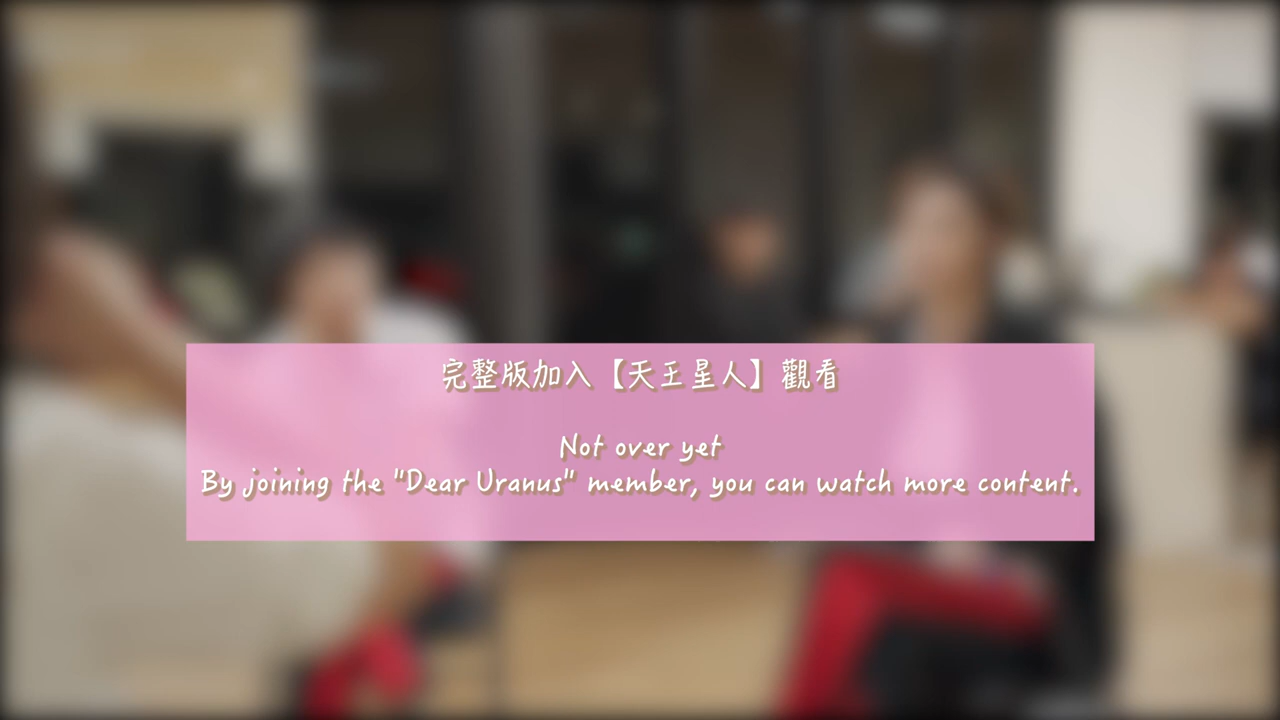 完整版加入【天王星人】觀看
Not over yet
By joining the "Dear Uranus" member, you can watch more content.